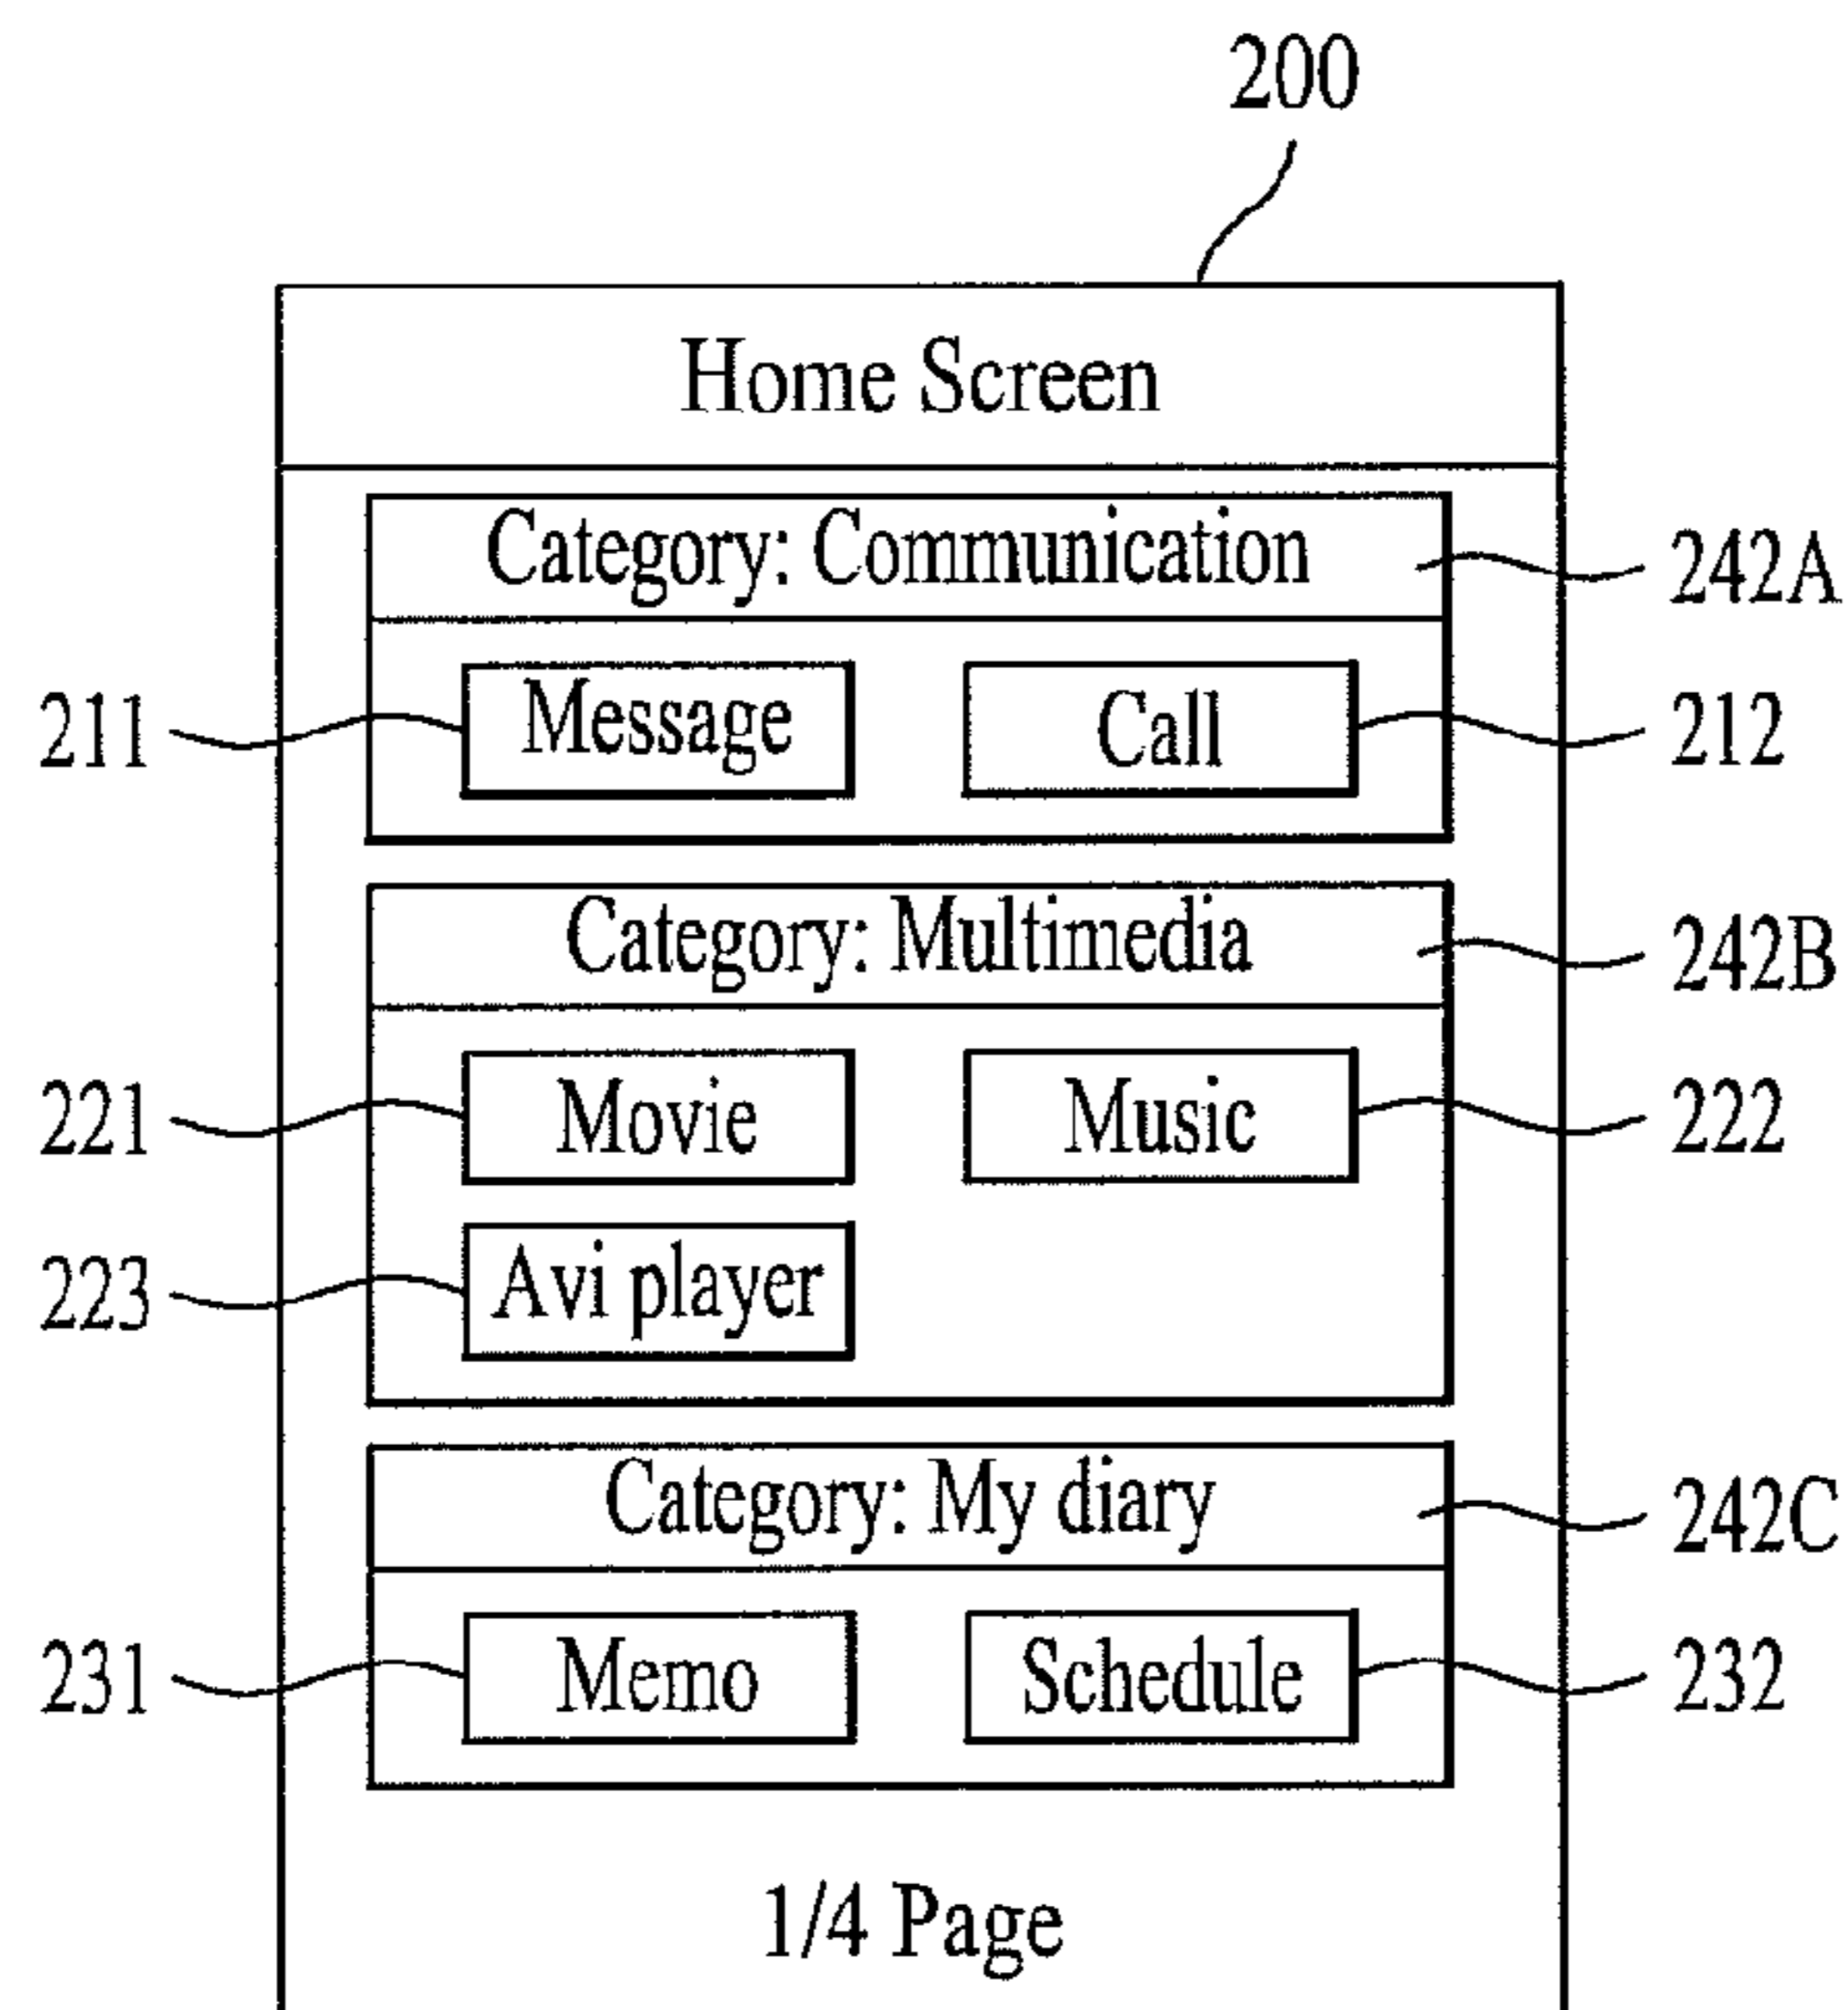 200
Home Screen
Category: Communication
242A
211
Message
Call
212
Category: Multimedia
242B
221
Movie
Music
222
223
Avi player
Category: My diary
242C
231
Memo
Schedule
232
1/4 Page